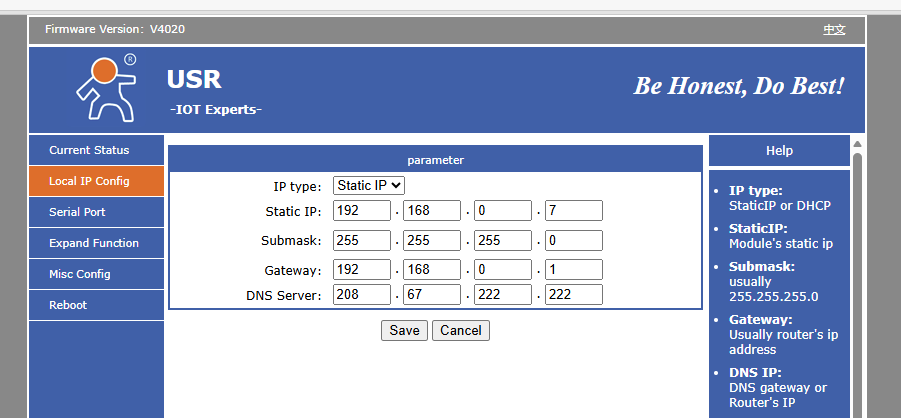 Firmware Version: V4020
中文
®
USR
-IOT Experts-
Be Honest, Do Best!
Current Status
Local IP Config
Serial Port
Expand Function
Misc Config
Reboot
parameter
IP type: Static IP
Static IP: 192 . 168 . 0 . 7
Submask: 255 . 255 . 255 . 0
Gateway: 192 . 168 . 0 . 1
DNS Server: 208 . 67 . 222 . 222
Save Cancel
Help
• IP type:
StaticIP or DHCP
• StaticIP:
Module's static ip
• Submask:
usually
255.255.255.0
• Gateway:
Usually router's ip
address
• DNS IP:
DNS gateway or
Router's IP